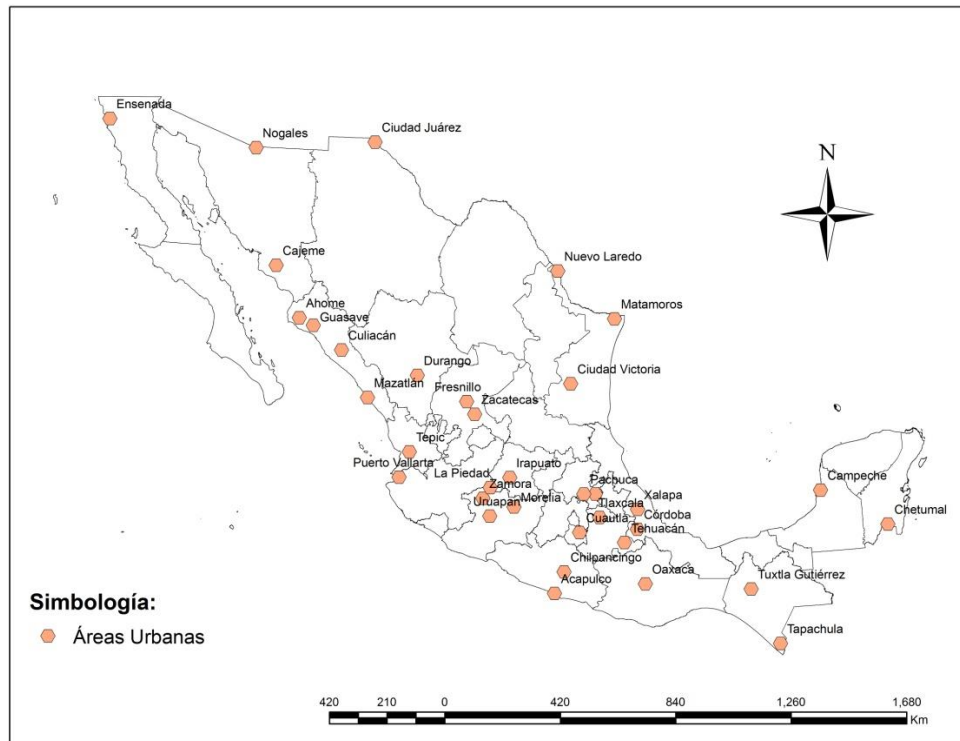 Ensenada
Nogales
Ciudad Juárez
N
Cajeme
Nuevo Laredo
Ahome
Guasave
Matamoros
Culiacán
Durango
Ciudad Victoria
Mazatlán
Fresnillo
Zacatecas
Tepic
Puerto Vallarta
La Piedad
Irapuato
Pachuca
Campeche
Zamora
Morelia
Xalapa
Uruapan
Tlaxcala
Córdoba
Chetumal
Cuautla
Tehuacán
Chilpancingo
Oaxaca
Tuxtla Gutiérrez
Acapulco
Simbología:
Áreas Urbanas
Tapachula
420 210 0 420 840 1,260 1,680
Km